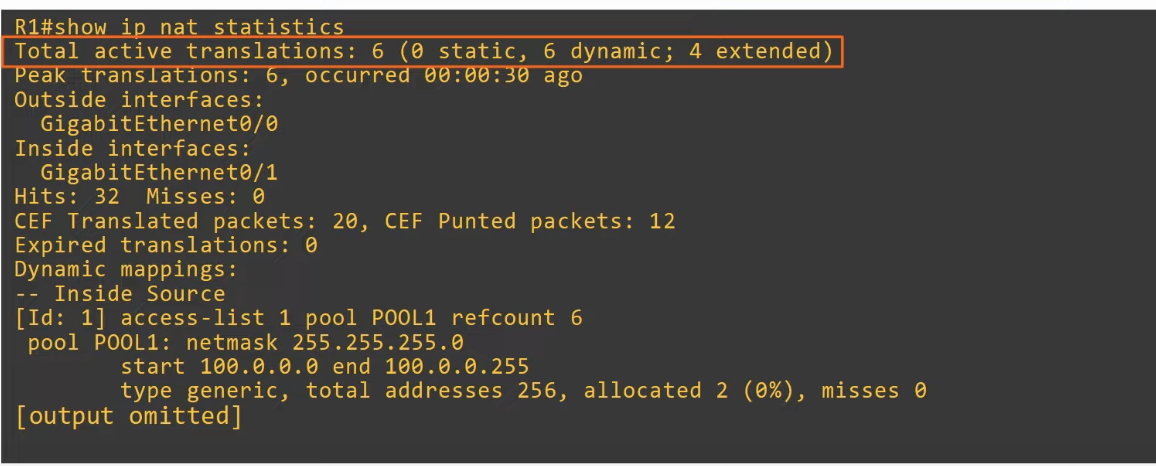 R1#show ip nat statistics
Total active translations: 6 (0 static, 6 dynamic; 4 extended)
Peak translations: 6, occurred 00:00:30 ago
Outside interfaces:
  GigabitEthernet0/0
Inside interfaces:
  GigabitEthernet0/1
Hits: 32  Misses: 0
CEF Translated packets: 20, CEF Punted packets: 12
Expired translations: 0
Dynamic mappings:
-- Inside Source
[Id: 1] access-list 1 pool POOL1 refcount 6
 pool POOL1: netmask 255.255.255.0
        start 100.0.0.0 end 100.0.0.255
        type generic, total addresses 256, allocated 2 (0%), misses 0
[output omitted]